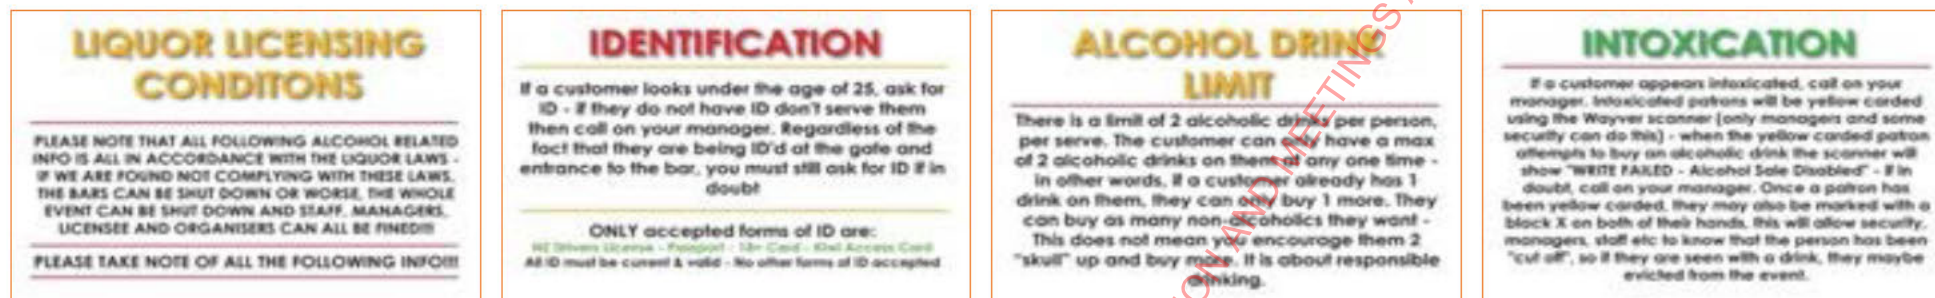 LIQUOR LICENSING
CONDITONS
PLEASE NOTE THAT ALL FOLLOWING ALCOHOL RELATED
INFO IS ALL IN ACCORDANCE WITH THE LIQUOR LAWS -
IF WE ARE FOUND NOT COMPLYING WITH THESE LAWS,
THE BARS CAN BE SHUT DOWN OR WORSE, THE WHOLE
EVENT CAN BE SHUT DOWN AND STAFF, MANAGERS,
LICENSEE AND ORGANISERS CAN ALL BE FINED!!!
PLEASE TAKE NOTE OF ALL THE FOLLOWING INFO!!!
IDENTIFICATION
If a customer looks under the age of 25, ask for
ID - if they do not have ID don't serve them
then call on your manager. Regardless of the
fact that they are being ID'd at the gate and
entrance to the bar, you must still ask for ID if in
doubt
ONLY accepted forms of ID are:
NZ Drivers License - Passport - 18+ Card - Kiwi Access Card
All ID must be current & valid - No other forms of ID accepted
ALCOHOL DRINK
LIMIT
There is a limit of 2 alcoholic drinks per person,
per serve. The customer can only have a max
of 2 alcoholic drinks on them at any one time -
in other words, if a customer already has 1
drink on them, they can only buy 1 more. They
can buy as many non-alcoholics they want -
This does not mean you encourage them 2
"skull" up and buy more. It is about responsible
drinking.
INTOXICATION
If a customer appears intoxicated, call on your
manager. Intoxicated patrons will be yellow carded
using the Wayver scanner (only managers and some
security can do this) - when the yellow carded patron
attempts to buy an alcoholic drink the scanner will
show "WRITE FAILED - Alcohol Sale Disabled" - If in
doubt, call on your manager. Once a patron has
been yellow carded, they may also be marked with a
black X on both of their hands, this will allow security,
managers, staff etc to know that the person has been
"cut off", so if they are seen with a drink, they maybe
evicted from the event.
ON AND MEETINGS